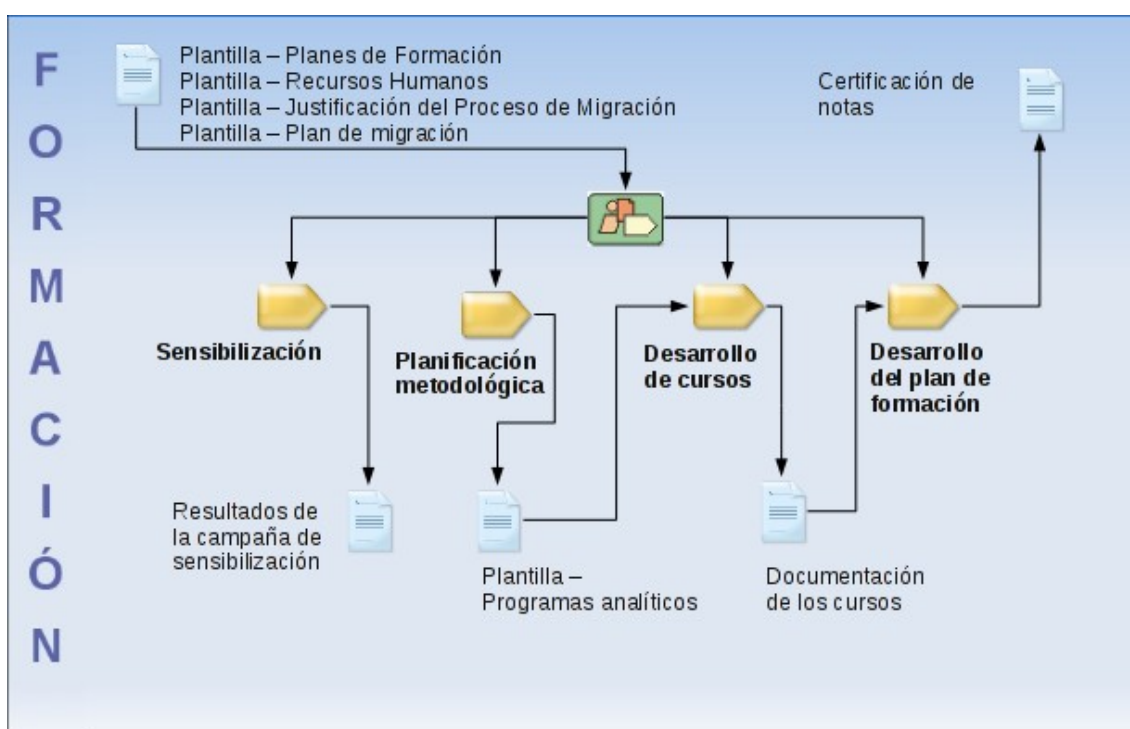 FORMACIÓN
Plantilla – Planes de Formación
Plantilla – Recursos Humanos
Plantilla – Justificación del Proceso de Migración
Plantilla – Plan de migración
Certificación de
notas
Sensibilización
Planificación
metodológica
Desarrollo
de cursos
Desarrollo
del plan de
formación
Resultados de
la campaña de
sensibilización
Plantilla –
Programas analíticos
Documentación
de los cursos